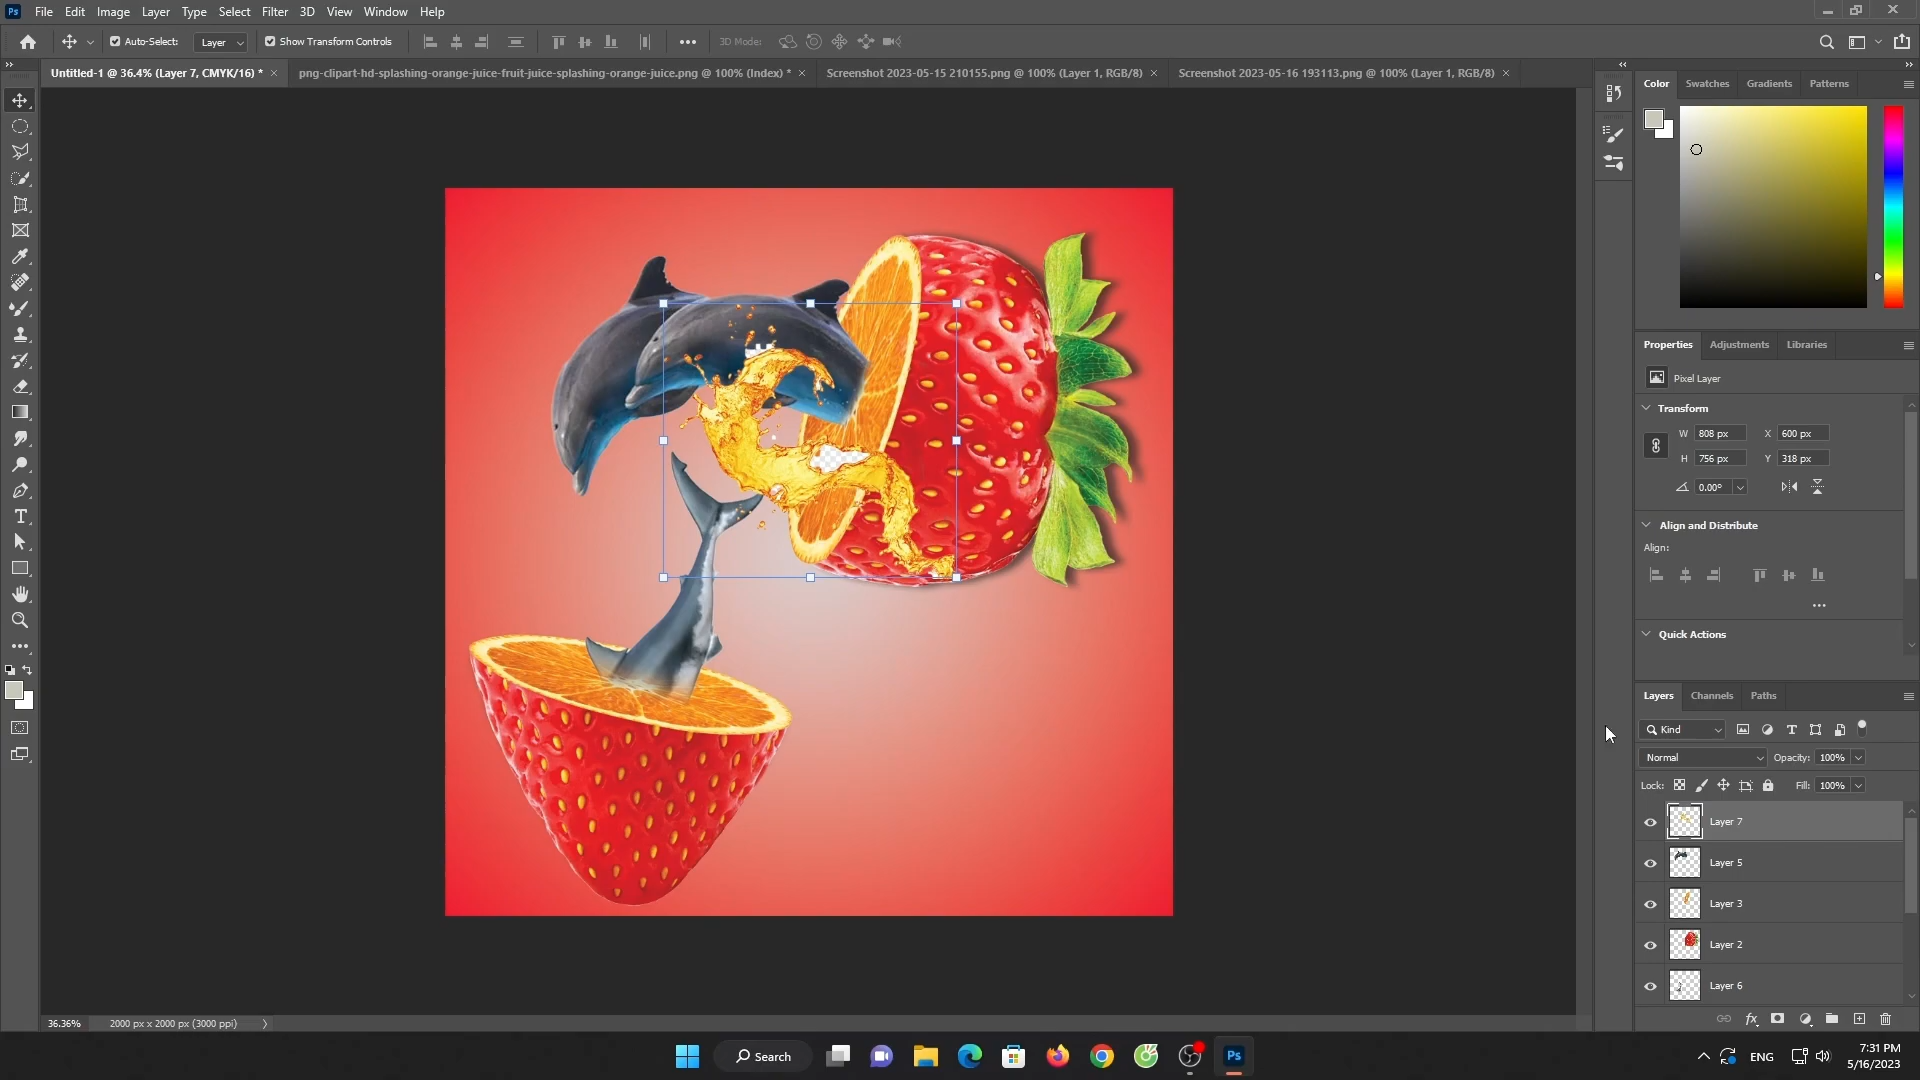 Ps File Edit Image Layer Type Select Filter 3D View Window Help
Auto-Select: Layer Show Transform Controls 3D Mode:
Untitled-1 @ 36.4% (Layer 7, CMYK/16) * png-clipart-hd-splashing-orange-juice-fruit-juice-splashing-orange-juice.png @ 100% (Index) * Screenshot 2023-05-15 210155.png @ 100% (Layer 1, RGB/8) Screenshot 2023-05-16 193113.png @ 100% (Layer 1, RGB/8)
Color Swatches Gradients Patterns
Properties Adjustments Libraries
Pixel Layer
Transform
W 808 px X 600 px
H 756 px Y 318 px
0.00°
Align and Distribute
Align:
Quick Actions
Layers Channels Paths
Kind
Normal Opacity: 100%
Lock: Fill: 100%
Layer 7
Layer 5
Layer 3
Layer 2
Layer 6
fx
36.36% 2000 px x 2000 px (3000 ppi)
Search Ps ENG 7:31 PM
5/16/2023